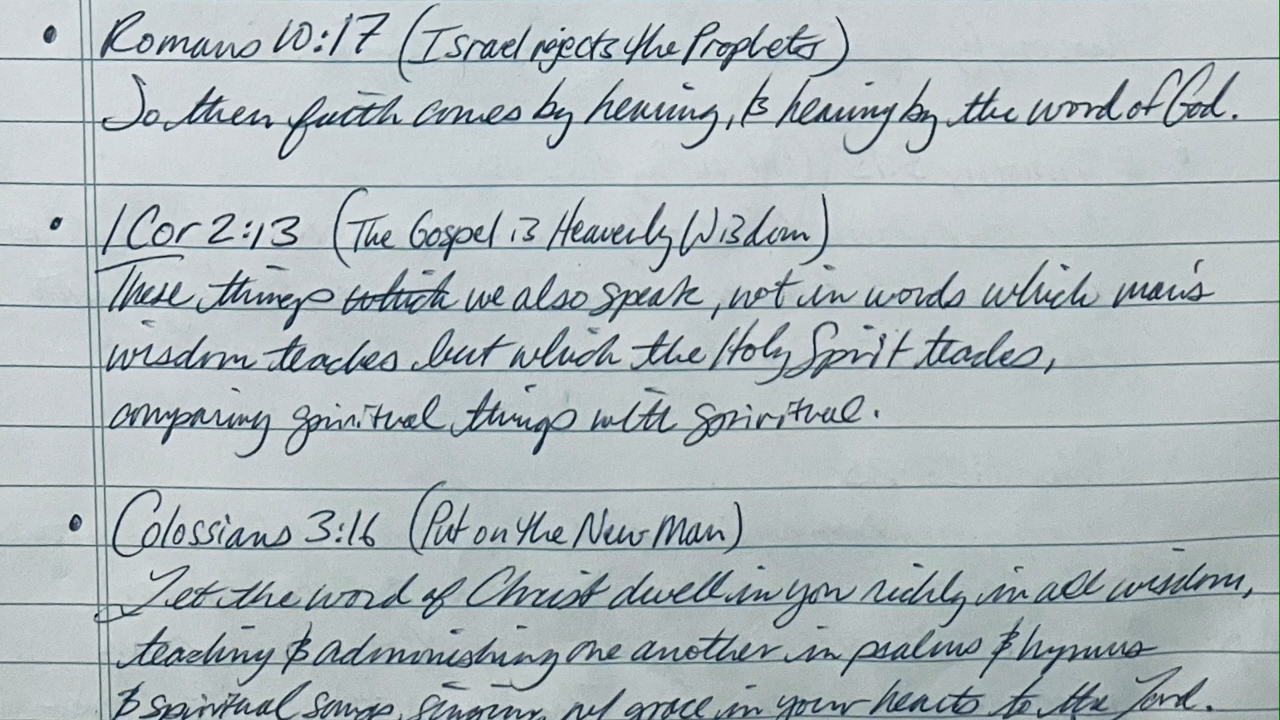 • Romans 10:17 (Israel rejects the Prophets)
So then faith comes by hearing, & hearing by the word of God.
• 1 Cor 2:13 (The Gospel is Heavenly Wisdom)
These things which we also speak, not in words which man's
wisdom teaches but which the Holy Spirit teaches,
comparing spiritual things with spiritual.
• Colossians 3:16 (Put on the New Man)
Let the word of Christ dwell in you richly in all wisdom,
teaching & admonishing one another in psalms & hymns
& spiritual songs, singing w/ grace in your hearts to the Lord.